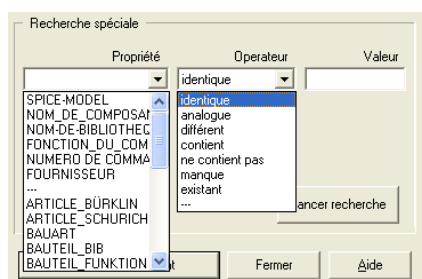 Recherche spéciale
Propriété Operateur Valeur
identique
SPICE-MODEL
NOM_DE_COMPOSAN
NOM-DE-BIBLIOTHEC
FONCTION_DU_COM
NUMERO DE COMMA
FOURNISSEUR
---
ARTICLE_BÜRKLIN
ARTICLE_SCHURICH
BAUART
BAUTEIL_BIB
BAUTEIL_FUNKTION
identique
analogue
différent
contient
ne contient pas
manque
existant
---
ancer recherche
t Fermer Aide